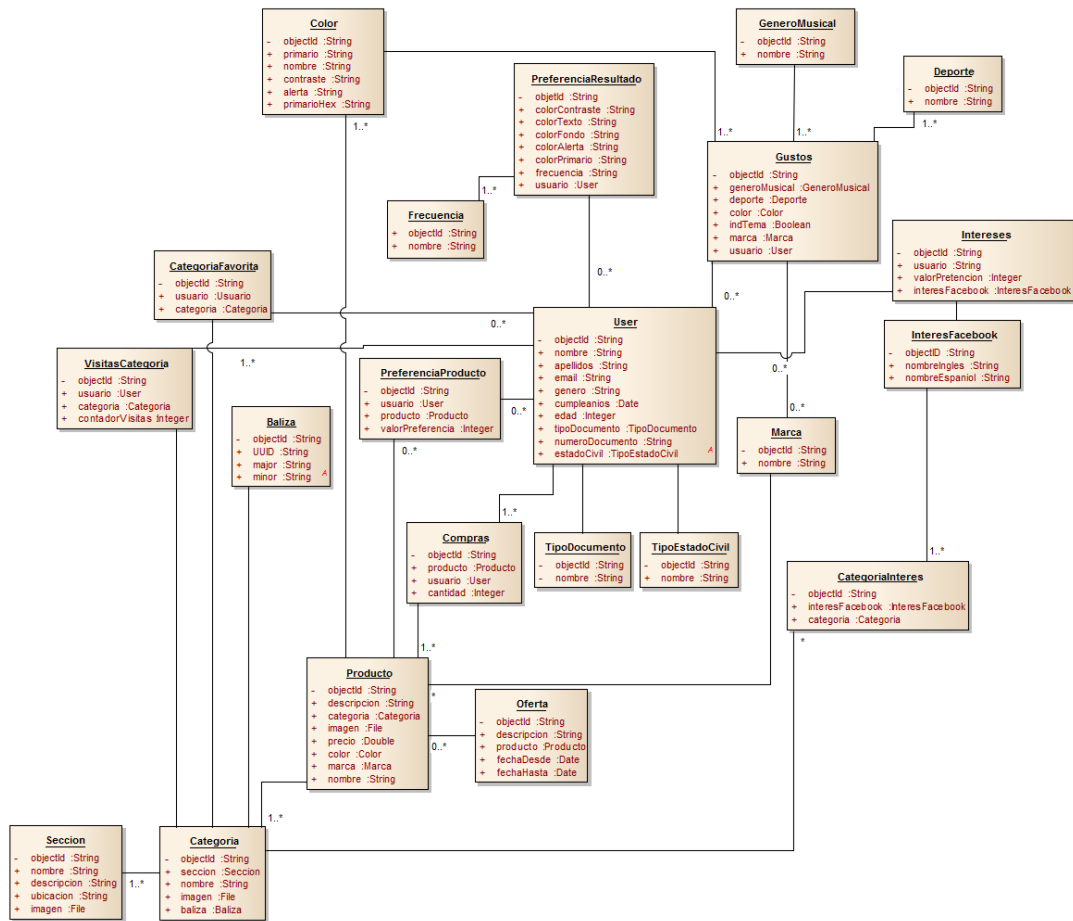 Color
- objectId :String
+ primario :String
+ nombre :String
+ contraste :String
+ alerta :String
+ primarioHex :String
1..*
GeneroMusical
- objectId :String
+ nombre :String
1..*
PreferenciaResultado
- objetId :String
+ colorContraste :String
+ colorTexto :String
+ colorFondo :String
+ colorAlerta :String
+ colorPrimario :String
+ frecuencia :String
+ usuario :User
Deporte
- objectId :String
+ nombre :String
1..*
1..*
Gustos
- objectId :String
+ generoMusical :GeneroMusical
+ deporte :Deporte
+ color :Color
+ indTema :Boolean
+ marca :Marca
+ usuario :User
1..*
Frecuencia
+ objectId :String
+ nombre :String
Intereses
- objectId :String
+ usuario :String
+ valorPretencion :Integer
+ interesFacebook :InteresFacebook
CategoriaFavorita
- objectId :String
+ usuario :Usuario
+ categoria :Categoria
0..*
0..*
0..*
User
- objectId :String
+ nombre :String
+ apellidos :String
+ email :String
+ genero :String
+ cumpleanios :Date
+ edad :Integer
+ tipoDocumento :TipoDocumento
+ numeroDocumento :String
+ estadoCivil :TipoEstadoCivil
A
InteresFacebook
- objectID :String
+ nombreIngles :String
+ nombreEspaniol :String
VisitasCategoria
- objectId :String
+ usuario :User
+ categoria :Categoria
+ contadorVisitas :Integer
1..*
PreferenciaProducto
- objectId :String
+ usuario :User
+ producto :Producto
+ valorPreferencia :Integer
0..*
0..*
0..*
0..*
Baliza
- objectId :String
+ UUID :String
+ major :String
+ minor :String
A
Marca
- objectId :String
+ nombre :String
1..*
Compras
- objectId :String
+ producto :Producto
+ usuario :User
+ cantidad :Integer
TipoDocumento
- objectId :String
- nombre :String
TipoEstadoCivil
- objectId :String
+ nombre :String
1..*
CategoriaInteres
- objectId :String
+ interesFacebook :InteresFacebook
+ categoria :Categoria
*
1..*
Producto
- objectId :String
+ descripcion :String
+ categoria :Categoria
+ imagen :File
+ precio :Double
+ color :Color
+ marca :Marca
+ nombre :String
*
0..*
Oferta
- objectId :String
+ descripcion :String
+ producto :Producto
+ fechaDesde :Date
+ fechaHasta :Date
1..*
Seccion
- objectId :String
+ nombre :String
+ descripcion :String
+ ubicacion :String
+ imagen :File
1..*
Categoria
- objectId :String
+ seccion :Seccion
+ nombre :String
+ imagen :File
+ baliza :Baliza